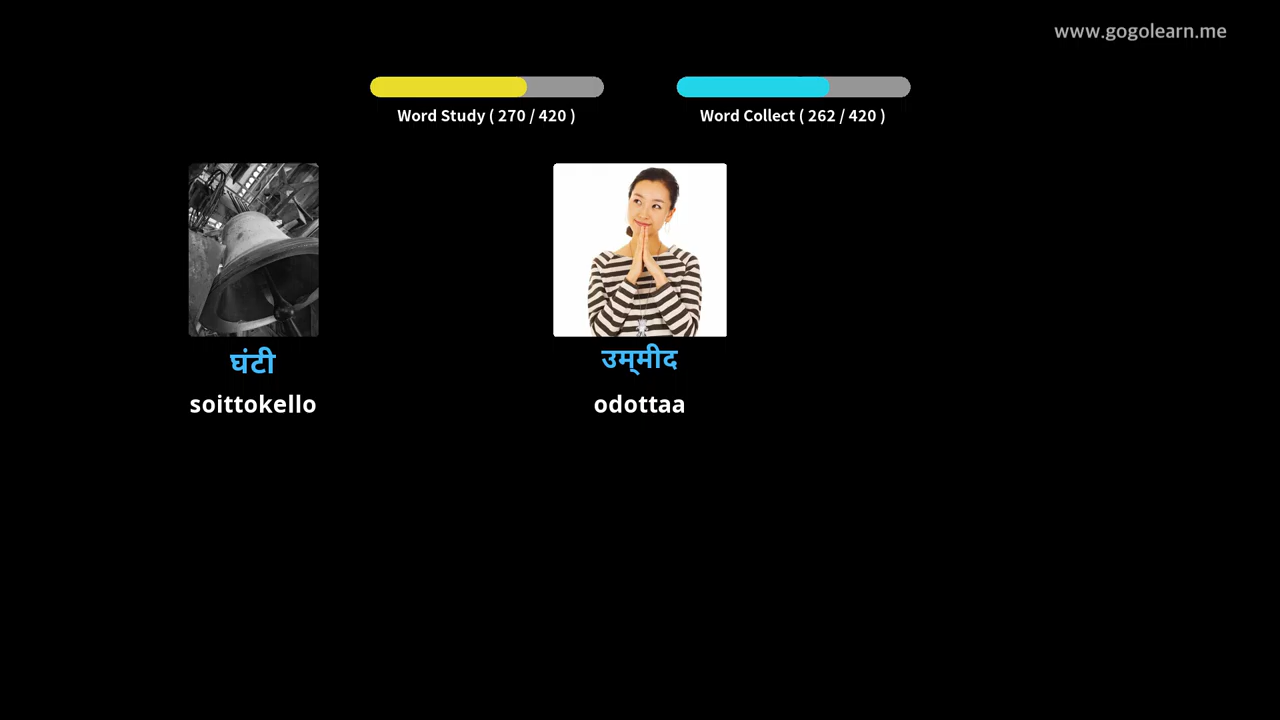 www.gogolearn.me
Word Study ( 270 / 420 )
Word Collect ( 262 / 420 )
घंटी
उम्‍मीद
soittokello
odottaa